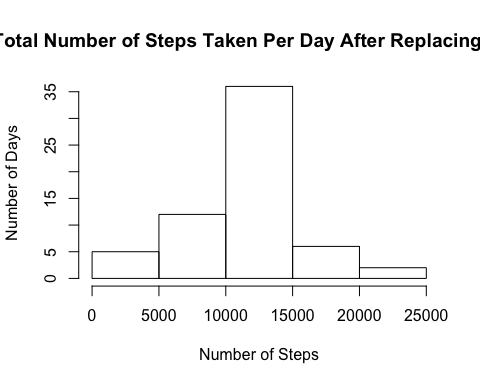 Total Number of Steps Taken Per Day After Replacing
Number of Days
35
25
15
5
0
0 5000 10000 15000 20000 25000
Number of Steps